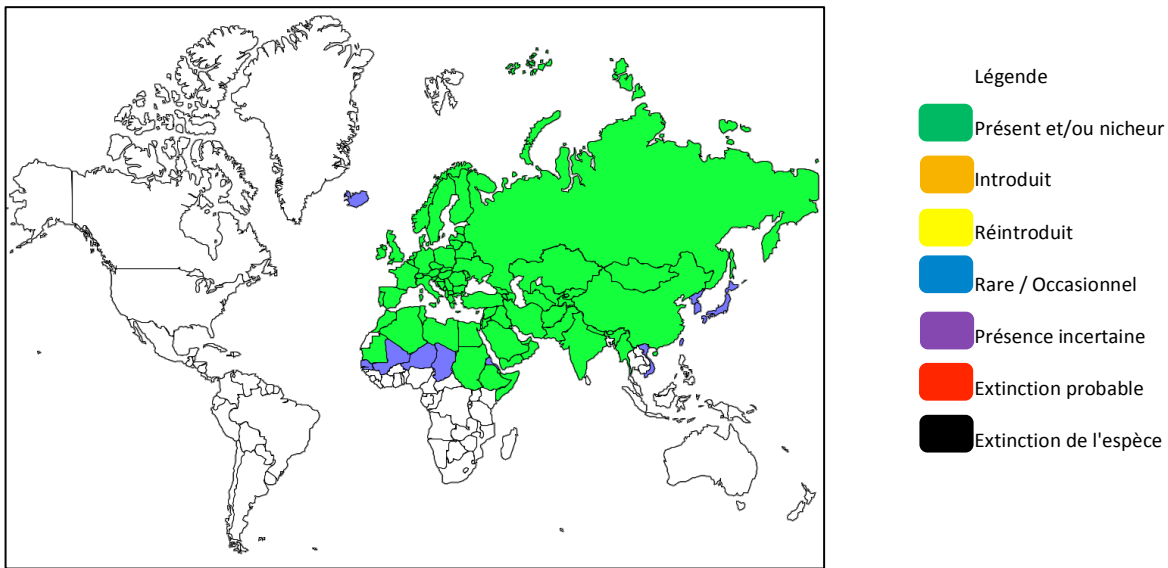 Légende
Présent et/ou nicheur
Introduit
Réintroduit
Rare / Occasionnel
Présence incertaine
Extinction probable
Extinction de l'espèce